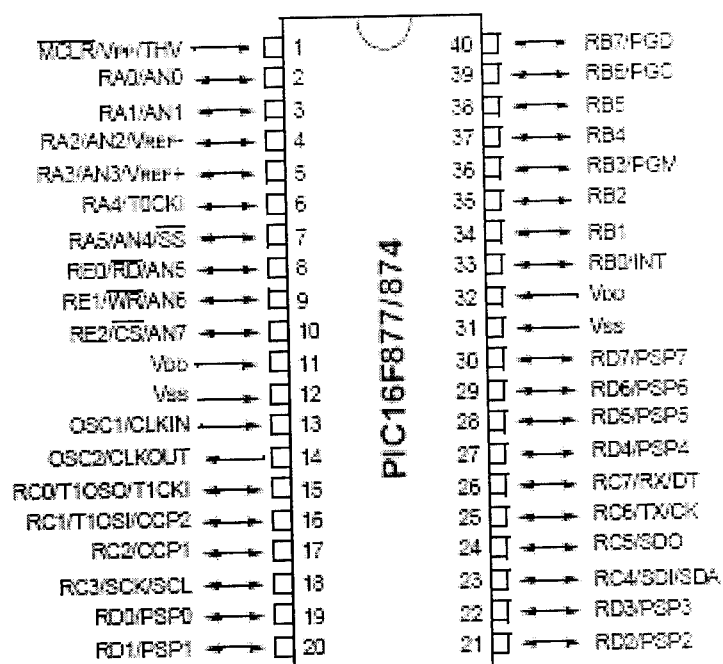 MCLR/VPP/THV 1 40 RB7/PGD
RA0/AN0 2 39 RB6/PGC
RA1/AN1 3 38 RB5
RA2/AN2/VREF- 4 37 RB4
RA3/AN3/VREF+ 5 36 RB3/PGM
RA4/T0CKI 6 35 RB2
RA5/AN4/SS 7 34 RB1
RE0/RD/AN5 8 33 RB0/INT
RE1/WR/AN6 9 32 VDD
RE2/CS/AN7 10 31 VSS
VDD 11 30 RD7/PSP7
VSS 12 29 RD6/PSP6
OSC1/CLKIN 13 28 RD5/PSP5
OSC2/CLKOUT 14 27 RD4/PSP4
RC0/T1OSO/T1CKI 15 26 RC7/RX/DT
RC1/T1OSI/CCP2 16 25 RC6/TX/CK
RC2/CCP1 17 24 RC5/SDO
RC3/SCK/SCL 18 23 RC4/SDI/SDA
RD0/PSP0 19 22 RD3/PSP3
RD1/PSP1 20 21 RD2/PSP2
PIC16F877/874